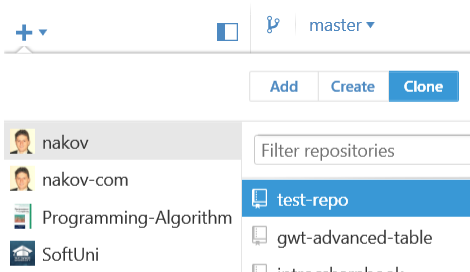 master
Add Create Clone
nakov
nakov-com
Programming-Algorithm
SoftUni
Filter repositories
test-repo
gwt-advanced-table